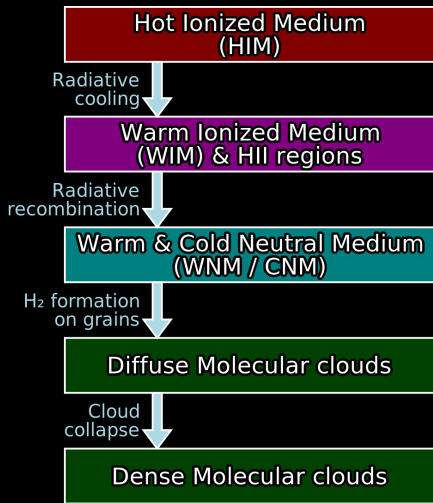 Hot Ionized Medium
(HIM)
Radiative
cooling
Warm Ionized Medium
(WIM) & HII regions
Radiative
recombination
Warm & Cold Neutral Medium
(WNM / CNM)
H₂ formation
on grains
Diffuse Molecular clouds
Cloud
collapse
Dense Molecular clouds